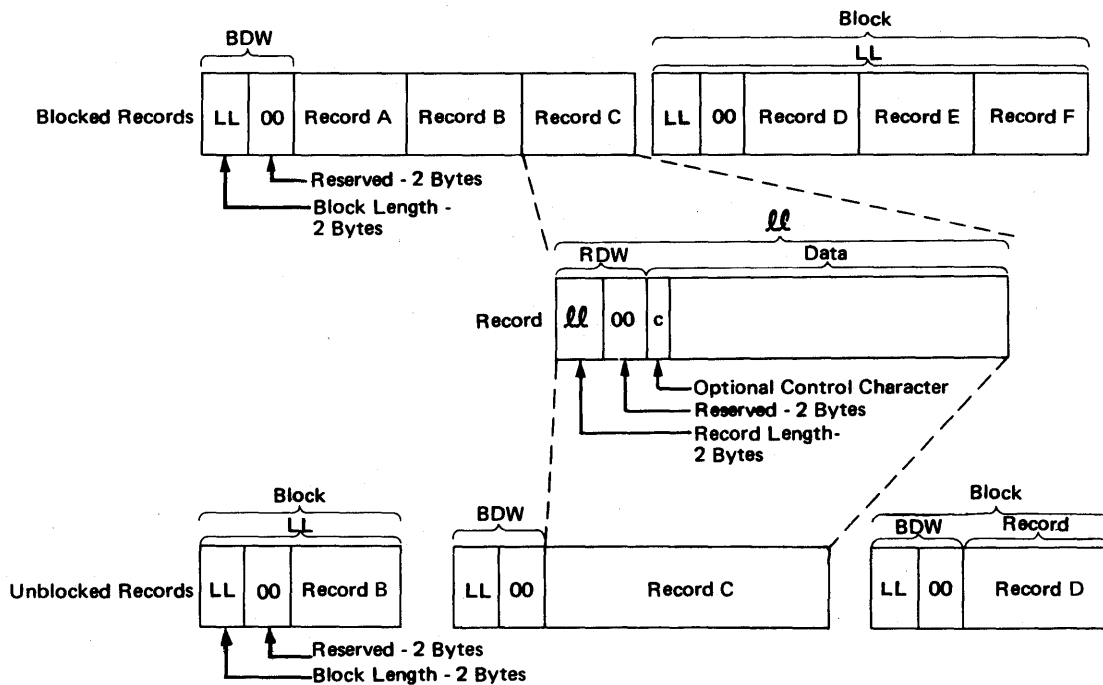 Block
BDW
LL
Blocked Records
LL
00
Record A
Record B
Record C
LL
00
Record D
Record E
Record F
Reserved - 2 Bytes
Block Length -
2 Bytes
ℓℓ
RDW
Data
Record
ℓℓ
00
c
Optional Control Character
Reserved - 2 Bytes
Record Length-
2 Bytes
Block
LL
BDW
Block
BDW
Record
Unblocked Records
LL
00
Record B
LL
00
Record C
LL
00
Record D
Reserved - 2 Bytes
Block Length - 2 Bytes